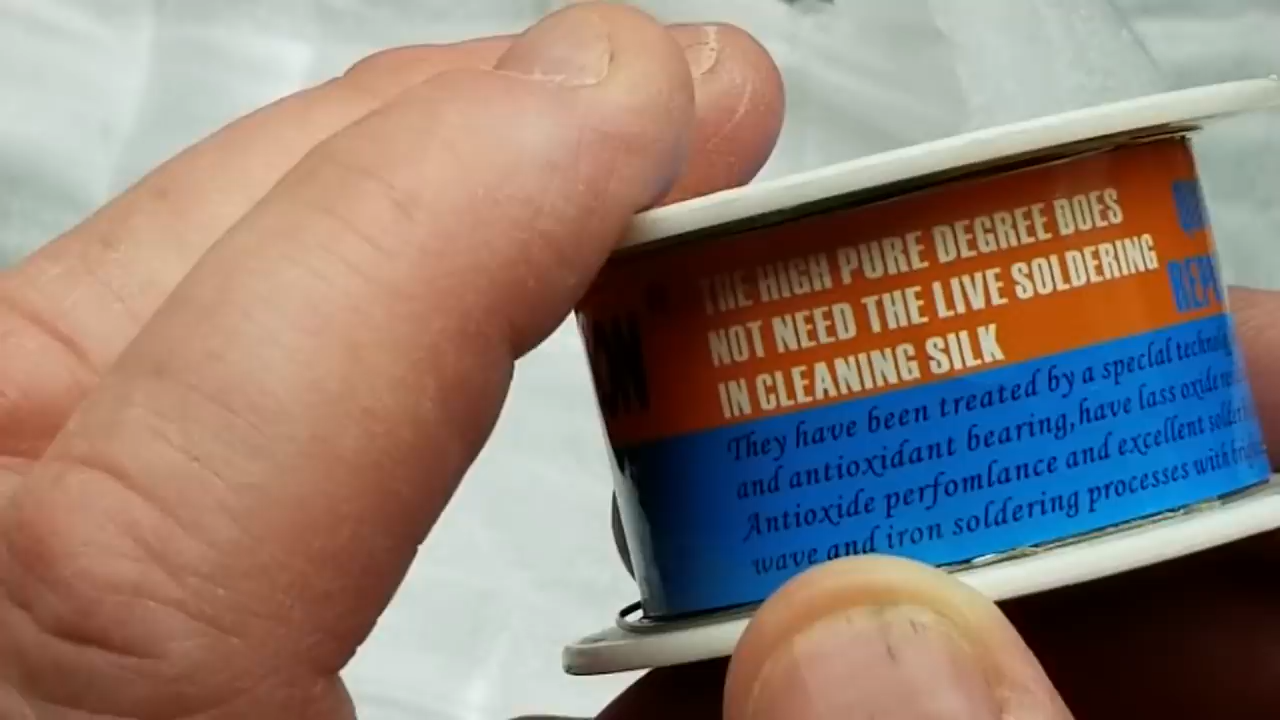 THE HIGH PURE DEGREE DOES
NOT NEED THE LIVE SOLDERING
IN CLEANING SILK
They have been treated by a speclal
and antioxidant bearing,have lass oxide
Antioxide perfomlance and excellent
wave and iron soldering processes with